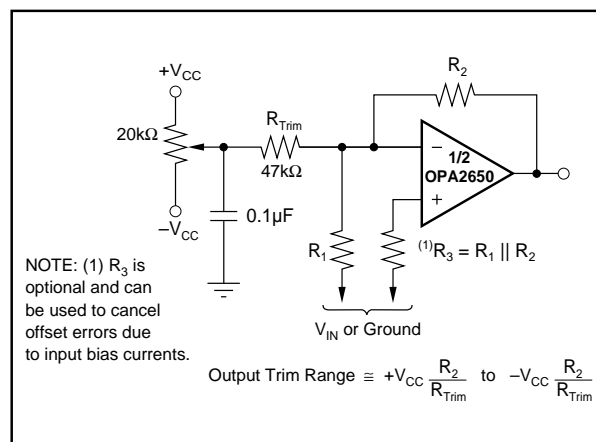 +VCC
R2
RTrim
20kΩ
47kΩ
–
1/2
OPA2650
+
0.1µF
–VCC
R1
(1)R3 = R1 || R2
NOTE: (1) R3 is
optional and can
be used to cancel
offset errors due
to input bias currents.
VIN or Ground
Output Trim Range ≅ +VCC R2/RTrim to –VCC R2/RTrim